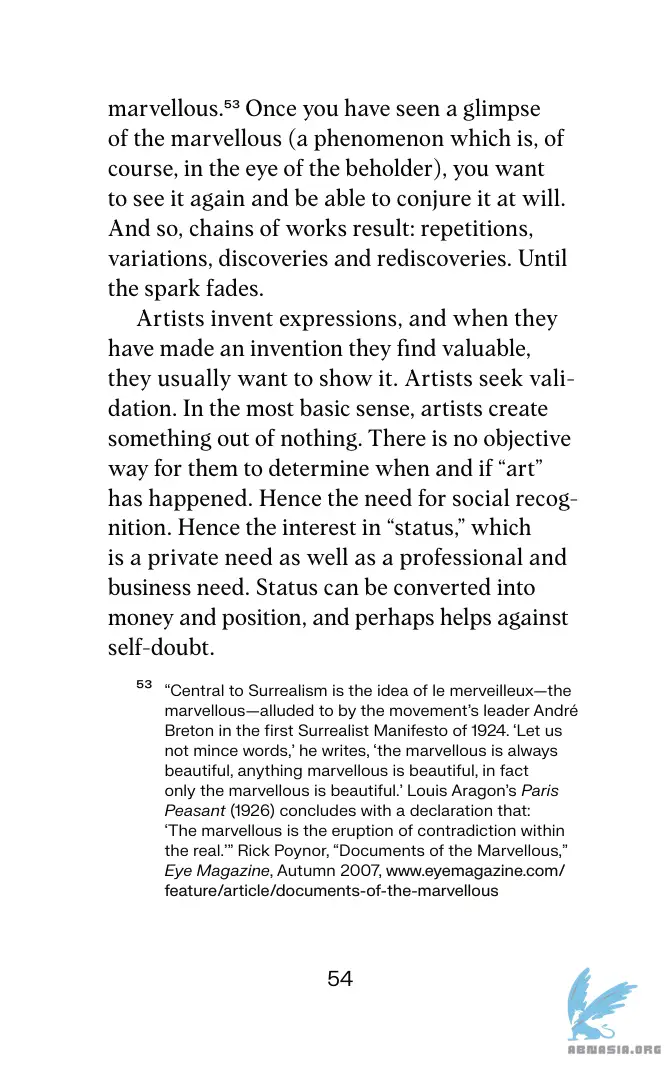 marvellous.⁵³ Once you have seen a glimpse
of the marvellous (a phenomenon which is, of
course, in the eye of the beholder), you want
to see it again and be able to conjure it at will.
And so, chains of works result: repetitions,
variations, discoveries and rediscoveries. Until
the spark fades.
Artists invent expressions, and when they
have made an invention they find valuable,
they usually want to show it. Artists seek vali-
dation. In the most basic sense, artists create
something out of nothing. There is no objective
way for them to determine when and if “art”
has happened. Hence the need for social recog-
nition. Hence the interest in “status,” which
is a private need as well as a professional and
business need. Status can be converted into
money and position, and perhaps helps against
self-doubt.
53 “Central to Surrealism is the idea of le merveilleux—the
marvellous—alluded to by the movement’s leader André
Breton in the first Surrealist Manifesto of 1924. ‘Let us
not mince words,’ he writes, ‘the marvellous is always
beautiful, anything marvellous is beautiful, in fact
only the marvellous is beautiful.’ Louis Aragon’s Paris
Peasant (1926) concludes with a declaration that:
‘The marvellous is the eruption of contradiction within
the real.’” Rick Poynor, “Documents of the Marvellous,”
Eye Magazine, Autumn 2007, www.eyemagazine.com/
feature/article/documents-of-the-marvellous
54
ABNASIA.ORG